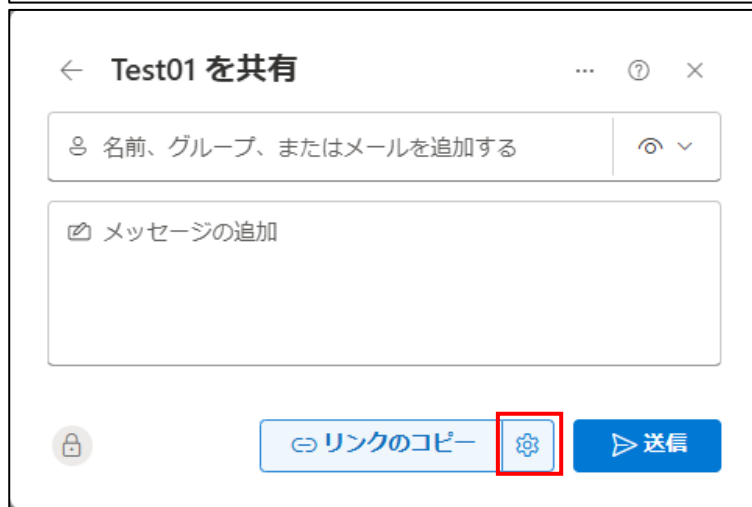 Test01 を共有
名前、グループ、またはメールを追加する
メッセージの追加
リンクのコピー
送信